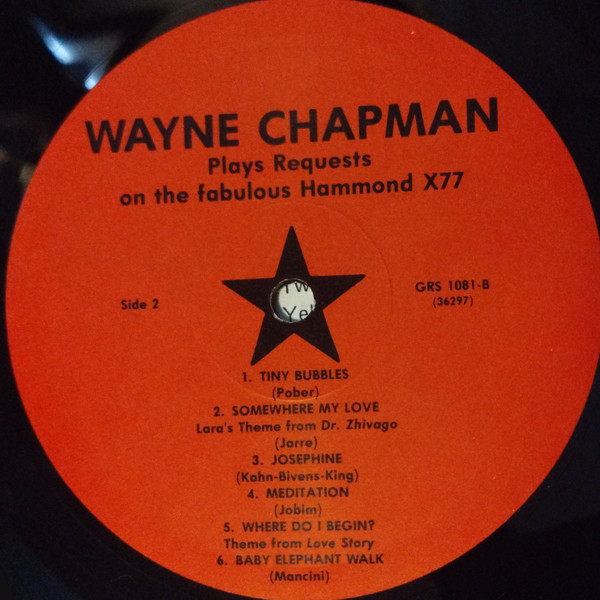 WAYNE CHAPMAN
Plays Requests
on the fabulous Hammond X77
Side 2
GRS 1081-B
(36297)
1. TINY BUBBLES
(Pober)
2. SOMEWHERE MY LOVE
Lara's Theme from Dr. Zhivago
(Jarre)
3. JOSEPHINE
(Kahn-Bivens-King)
4. MEDITATION
(Jobim)
5. WHERE DO I BEGIN?
Theme from Love Story
6. BABY ELEPHANT WALK
(Mancini)